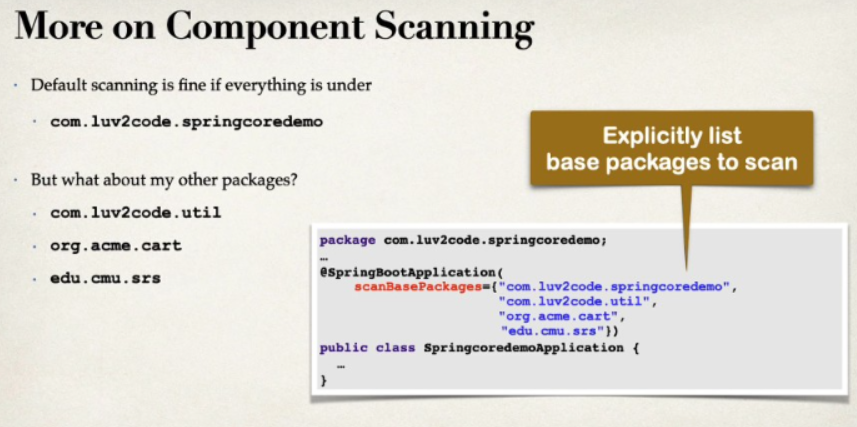 More on Component Scanning
· Default scanning is fine if everything is under
· com.luv2code.springcoredemo
· But what about my other packages?
· com.luv2code.util
· org.acme.cart
· edu.cmu.srs
Explicitly list
base packages to scan
package com.luv2code.springcoredemo;
…
@SpringBootApplication(
scanBasePackages={"com.luv2code.springcoredemo",
"com.luv2code.util",
"org.acme.cart",
"edu.cmu.srs"})
public class SpringcoredemoApplication {
…
}